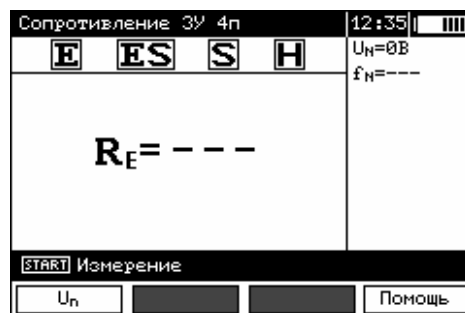 Сопротивление ЗУ 4п 12:35
E ES S H
UN=0В
fN=---
RE=---
START Измерение
Un Помощь